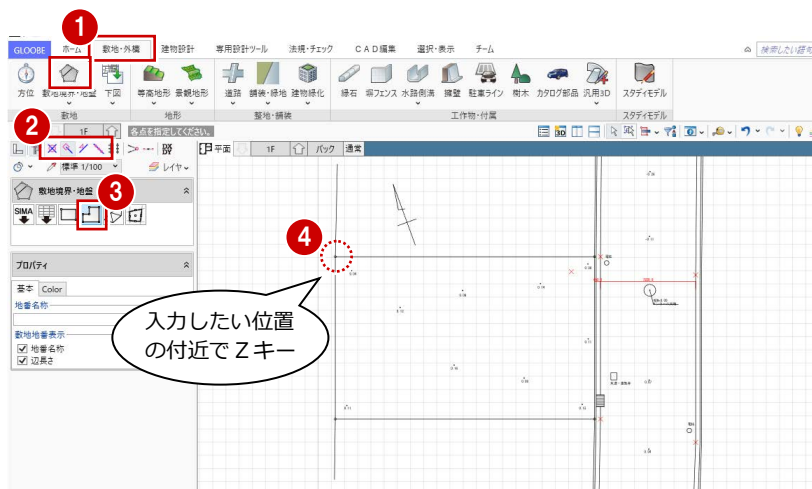 1
GLOOBE ホーム 敷地・外構 建物設計 専用設計ツール 法規・チェック CAD編集 選択・表示 チーム 検索したい語句
方位 敷地境界・地盤 下図 等高地形 景観地形 道路 舗装・緑地 建物緑化 縁石 塀フェンス 水路側溝 擁壁 駐車ライン 樹木 カタログ部品 汎用3D スタディモデル
敷地 地形 整地・舗装 工作物・付属 スタディモデル
2
1F 各点を指定してください。
平面 1F バック 通常
標準 1/100 レイヤ
3
敷地境界・地盤
SIMA
4
プロパティ
基本 Color
地番名称
敷地地番表示
地番名称
辺長さ
入力したい位置
の付近でZキー